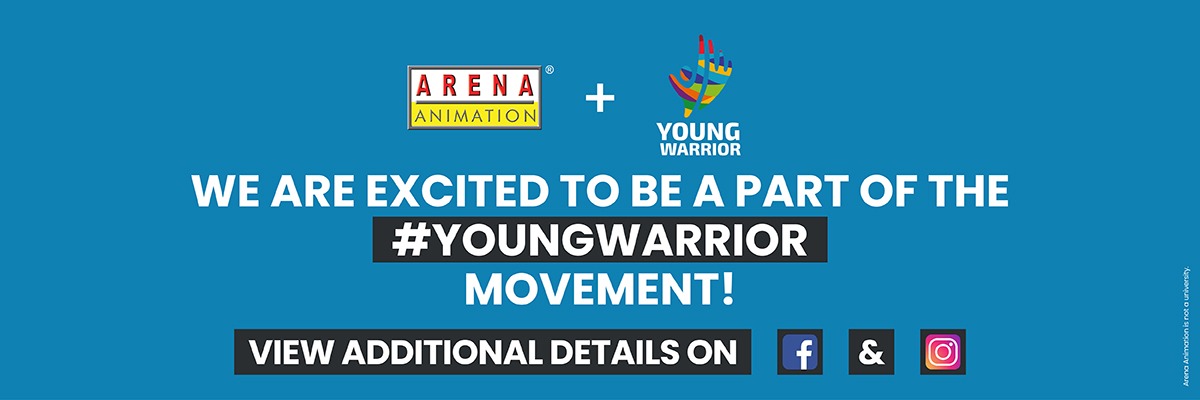 ARENA ®
ANIMATION
+
YOUNG
WARRIOR
WE ARE EXCITED TO BE A PART OF THE
#YOUNGWARRIOR
MOVEMENT!
VIEW ADDITIONAL DETAILS ON f &
Arena Animation is not a university.